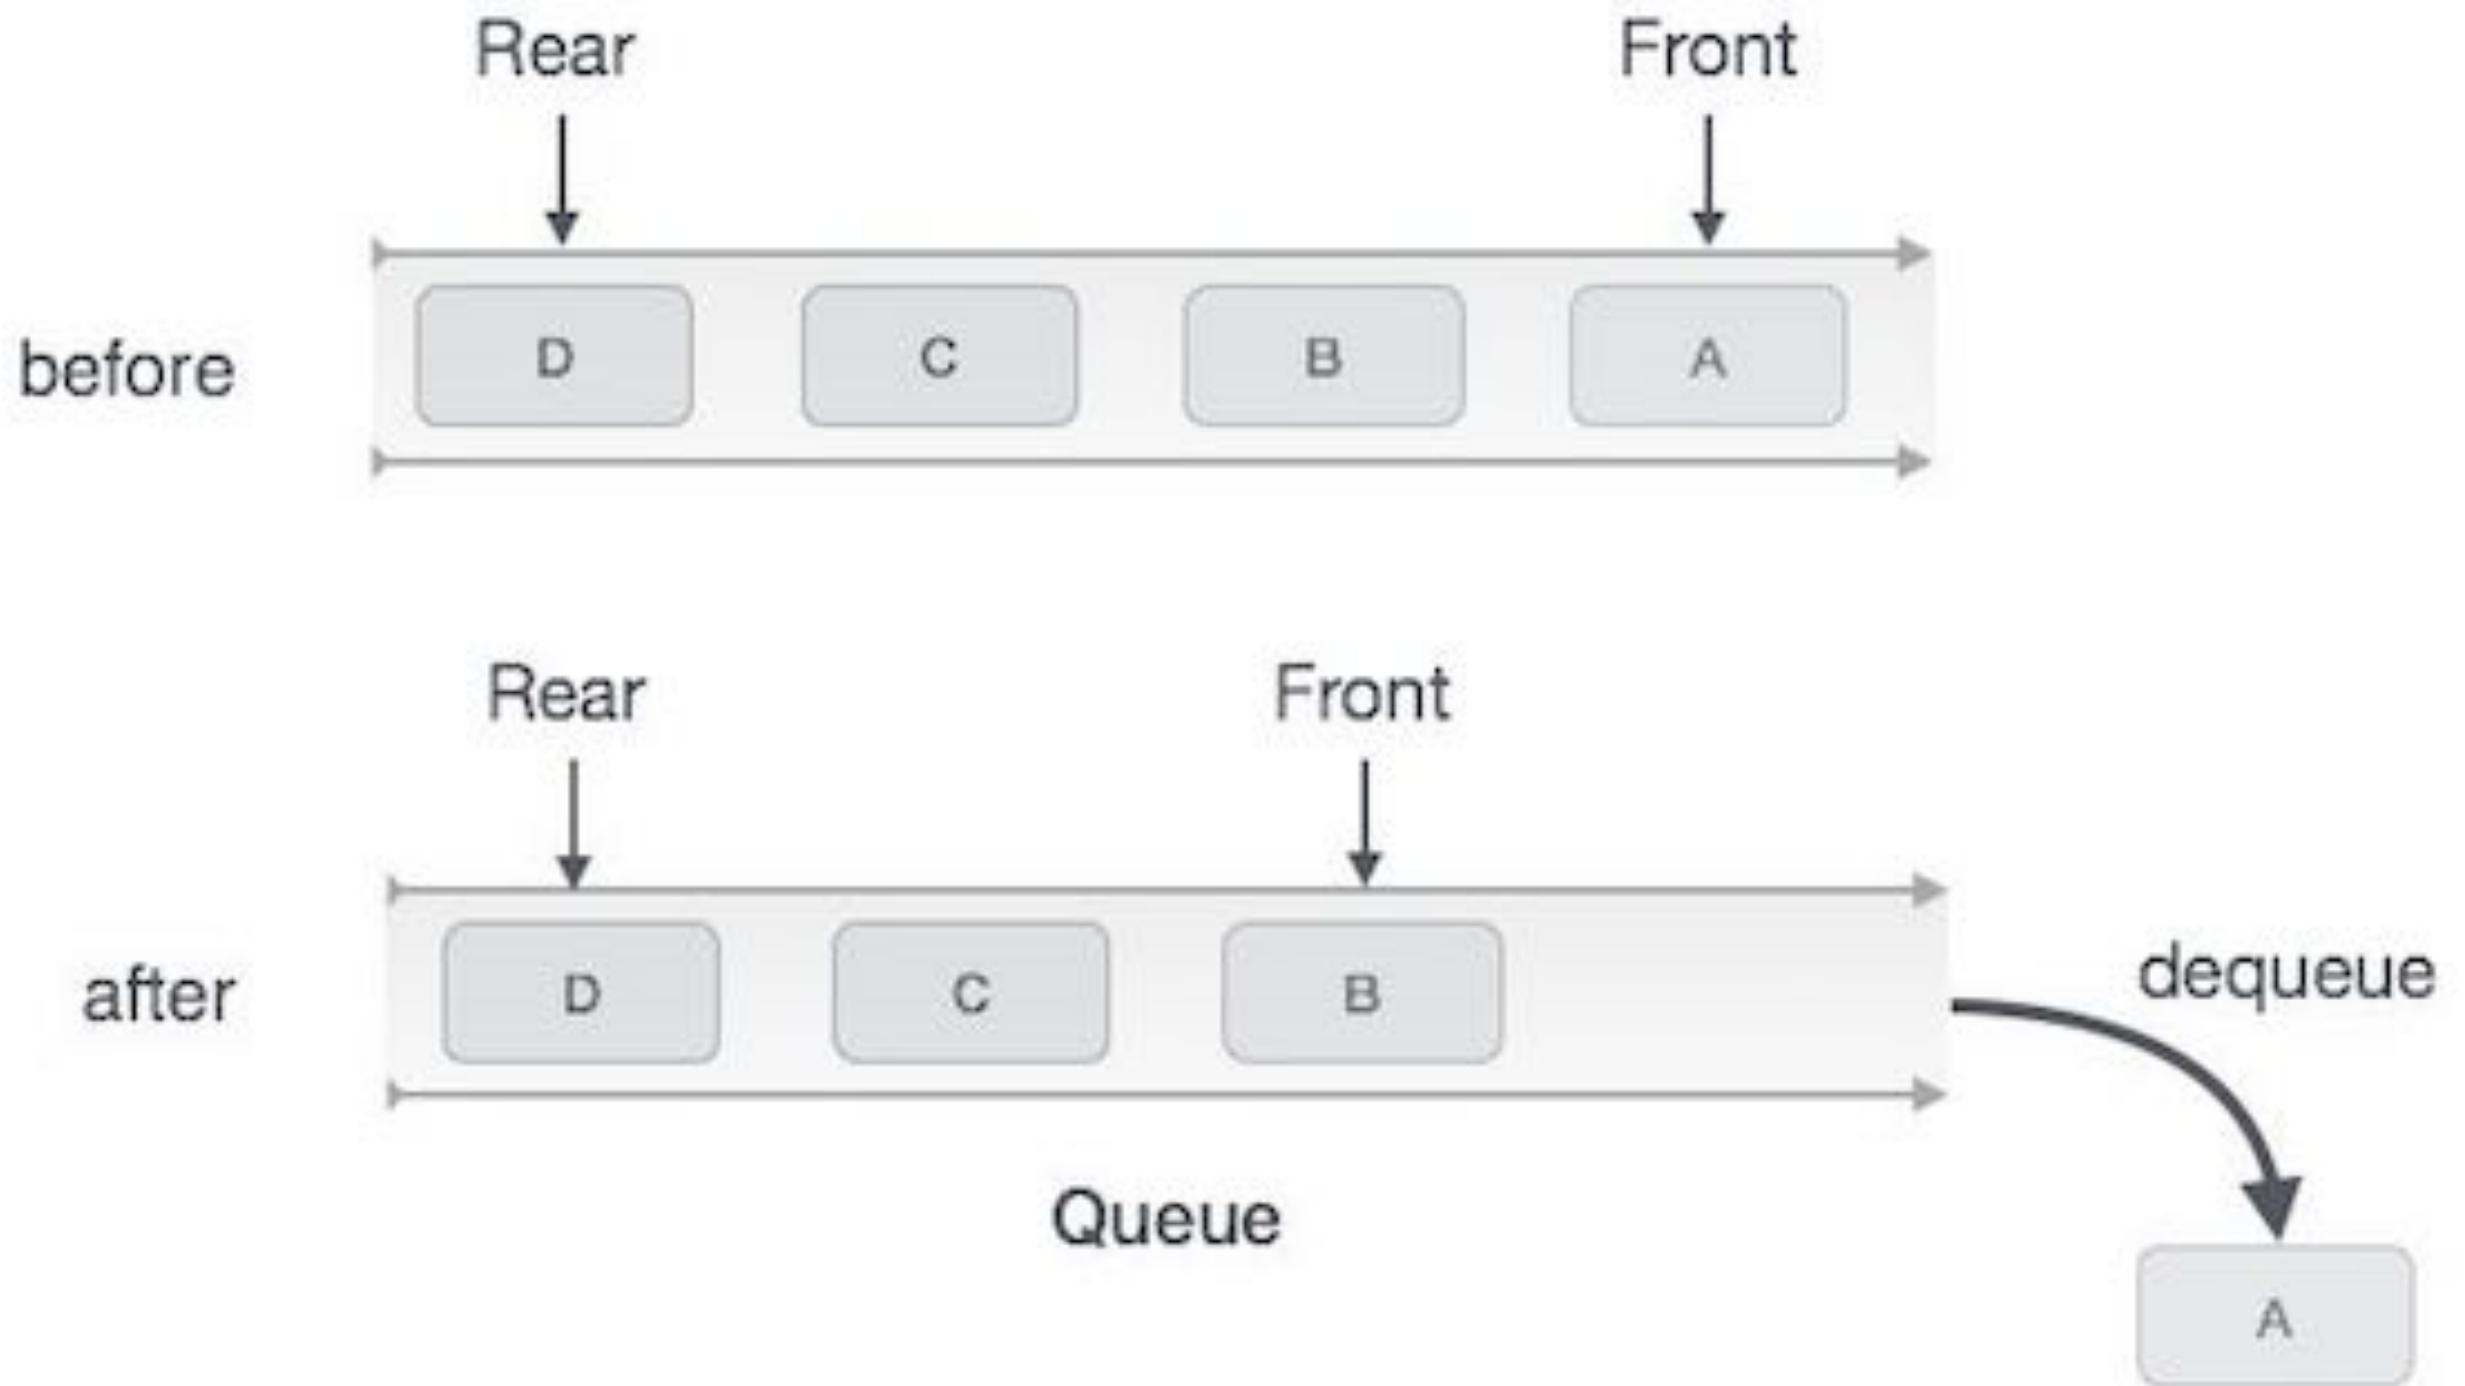 Rear Front
before D C B A
Rear Front
after D C B dequeue
Queue
A